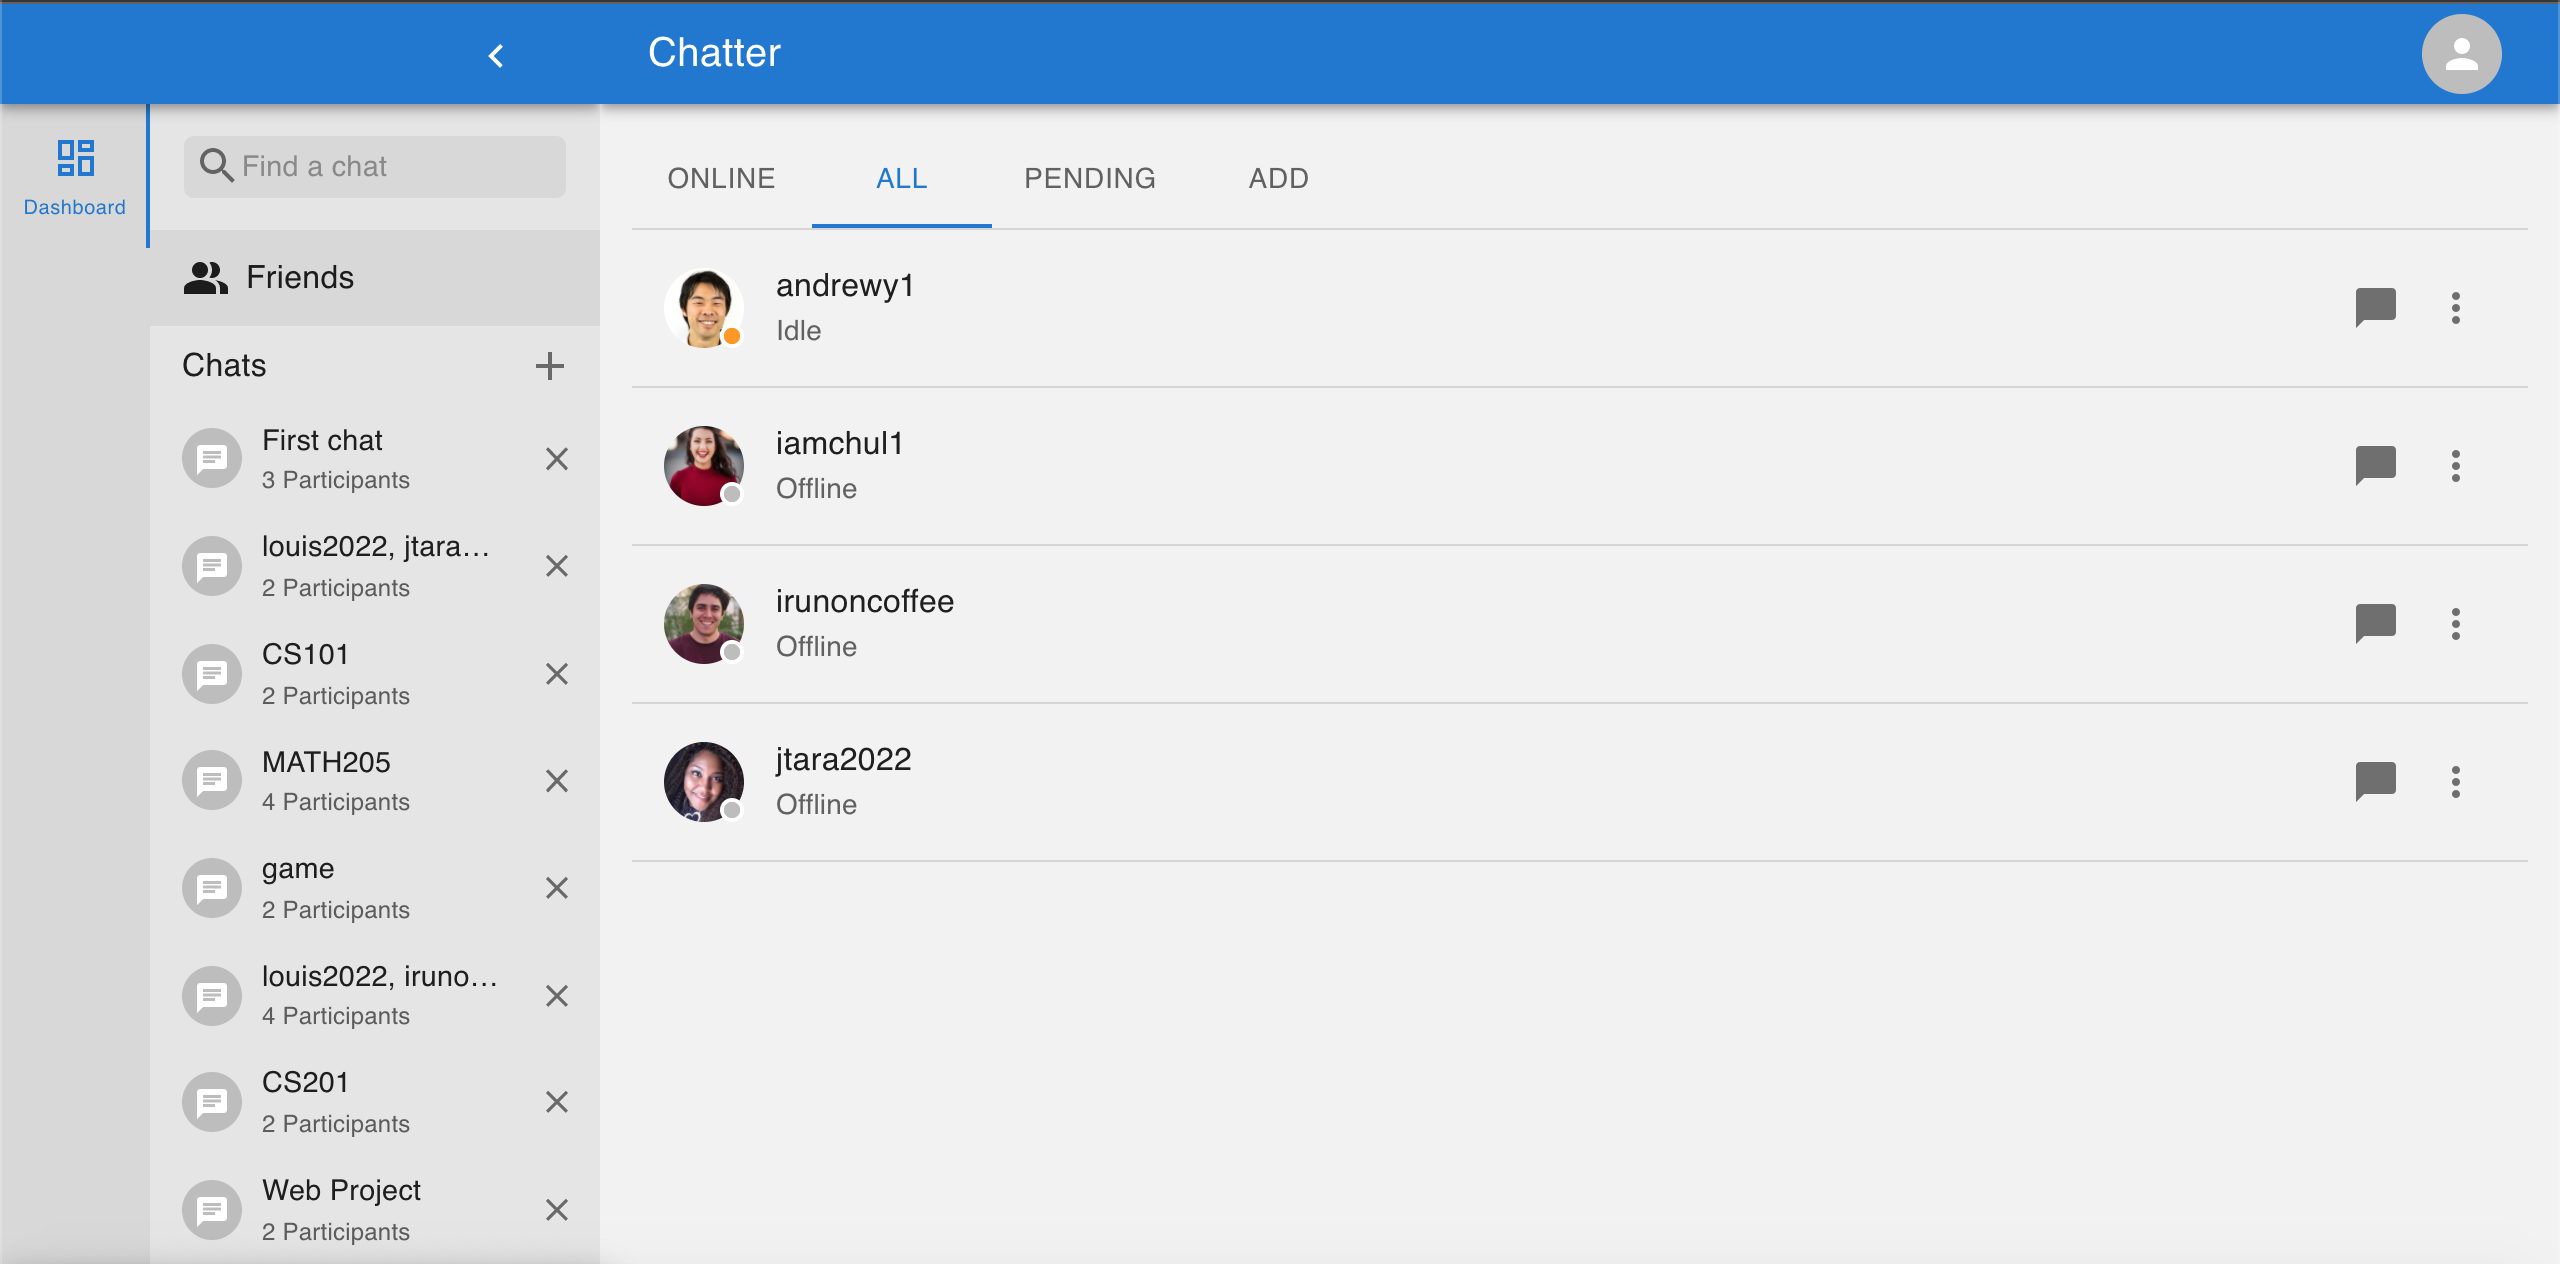 Chatter
Dashboard
Find a chat
Friends
Chats
First chat
3 Participants
louis2022, jtara...
2 Participants
CS101
2 Participants
MATH205
4 Participants
game
2 Participants
louis2022, iruno...
4 Participants
CS201
2 Participants
Web Project
2 Participants
ONLINE ALL PENDING ADD
andrewy1
Idle
iamchul1
Offline
irunoncoffee
Offline
jtara2022
Offline